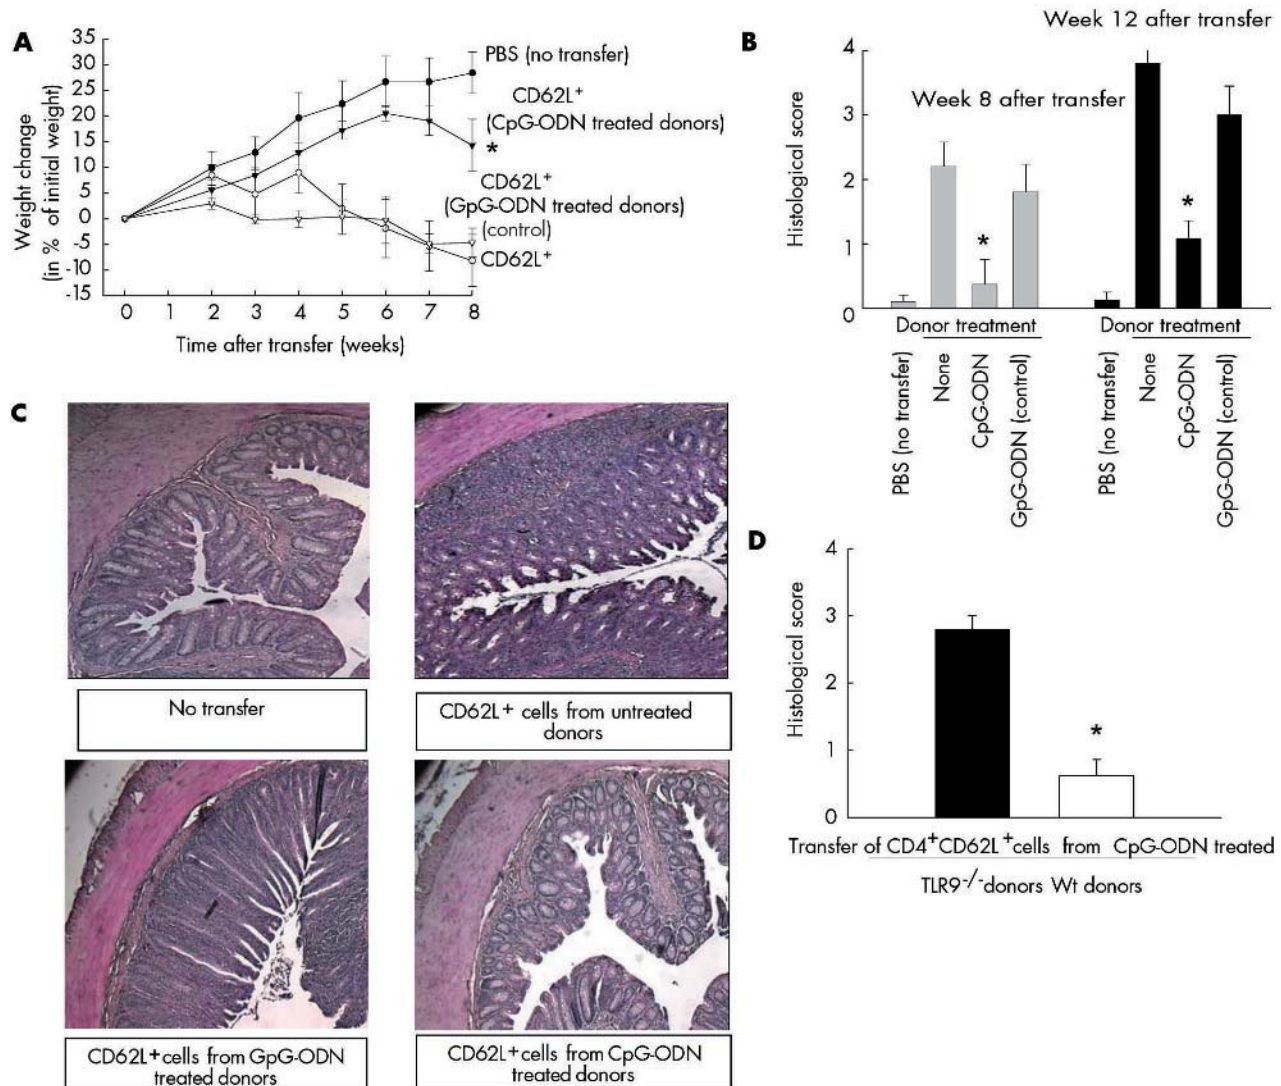 A
Weight change
(in % of initial weight)
35
30
25
20
15
10
5
0
-5
-10
-15
0 1 2 3 4 5 6 7 8
Time after transfer (weeks)
PBS (no transfer)
CD62L+
(CpG-ODN treated donors)
*
CD62L+
(GpG-ODN treated donors)
(control)
CD62L+
B
Week 12 after transfer
Week 8 after transfer
Histological score
4
3
2
1
0
*
*
Donor treatment
Donor treatment
PBS (no transfer)
None
CpG-ODN
GpG-ODN (control)
PBS (no transfer)
None
CpG-ODN
GpG-ODN (control)
C
No transfer
CD62L+ cells from untreated
donors
CD62L+cells from GpG-ODN
treated donors
CD62L+cells from CpG-ODN
treated donors
D
Histological score
4
3
2
1
0
*
Transfer of CD4+CD62L+cells from CpG-ODN treated
TLR9-/-donors Wt donors